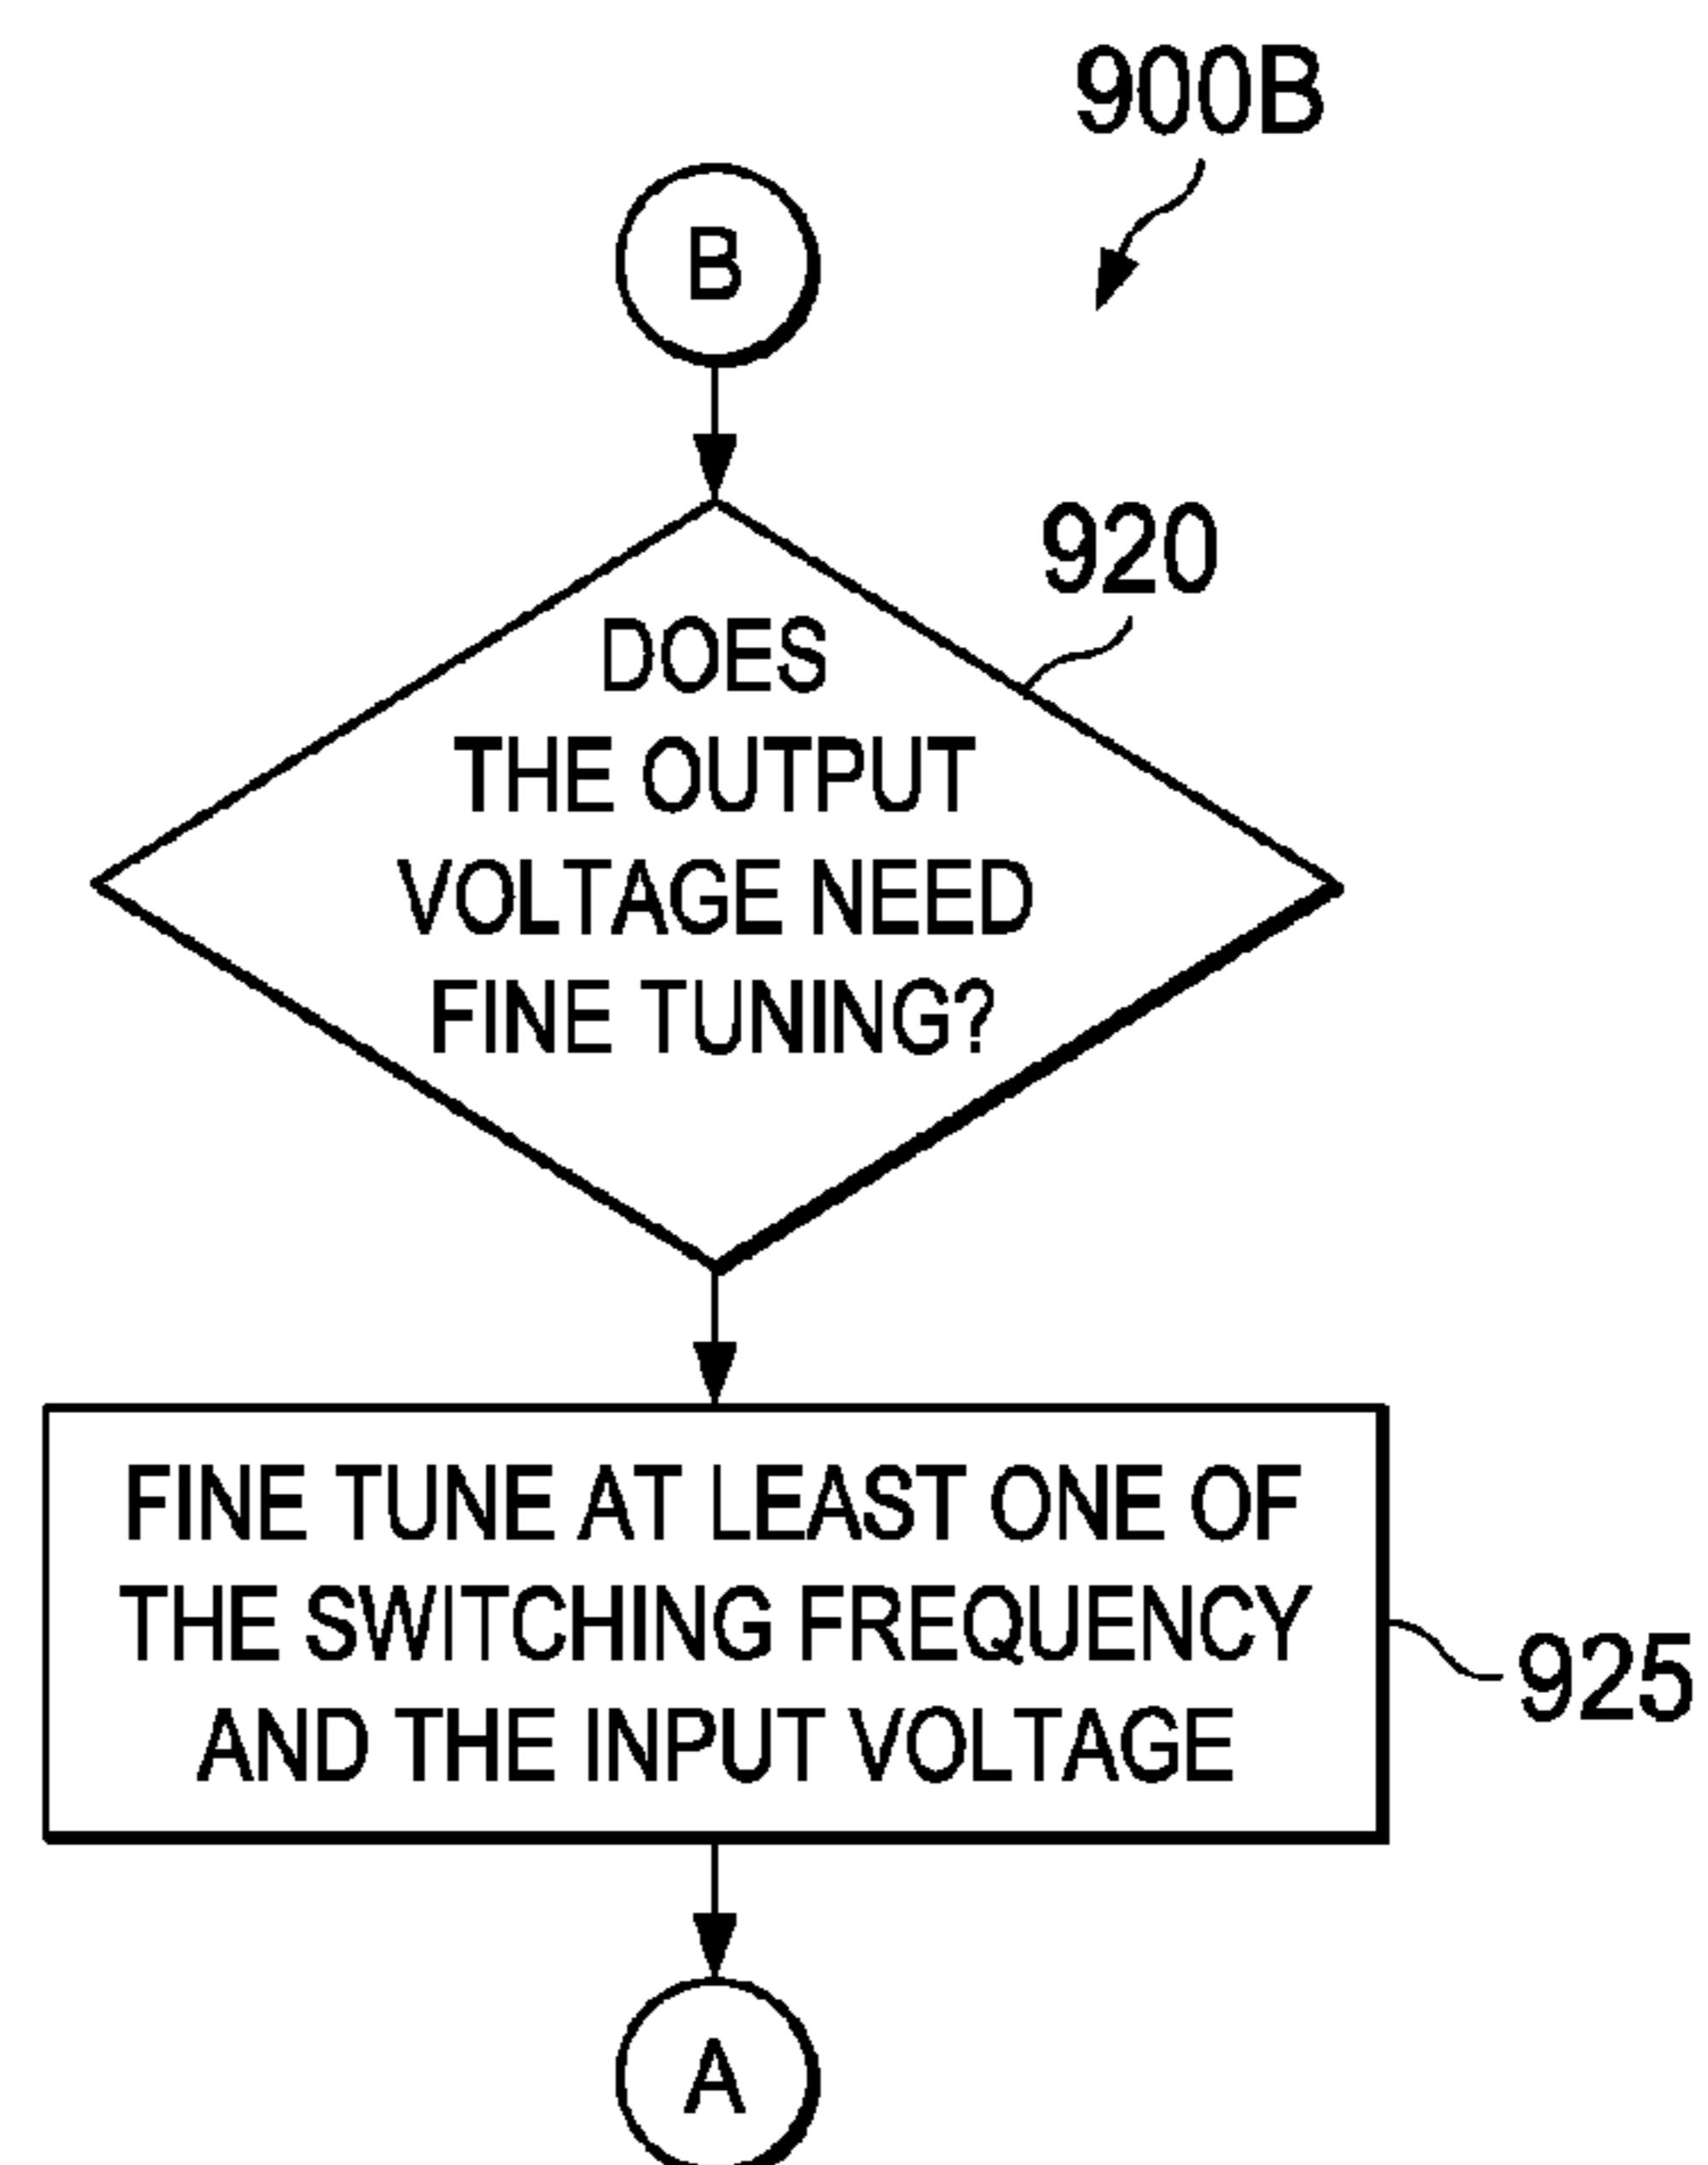 900B
B
920
DOES
THE OUTPUT
VOLTAGE NEED
FINE TUNING?
FINE TUNE AT LEAST ONE OF
THE SWITCHING FREQUENCY
AND THE INPUT VOLTAGE
925
A